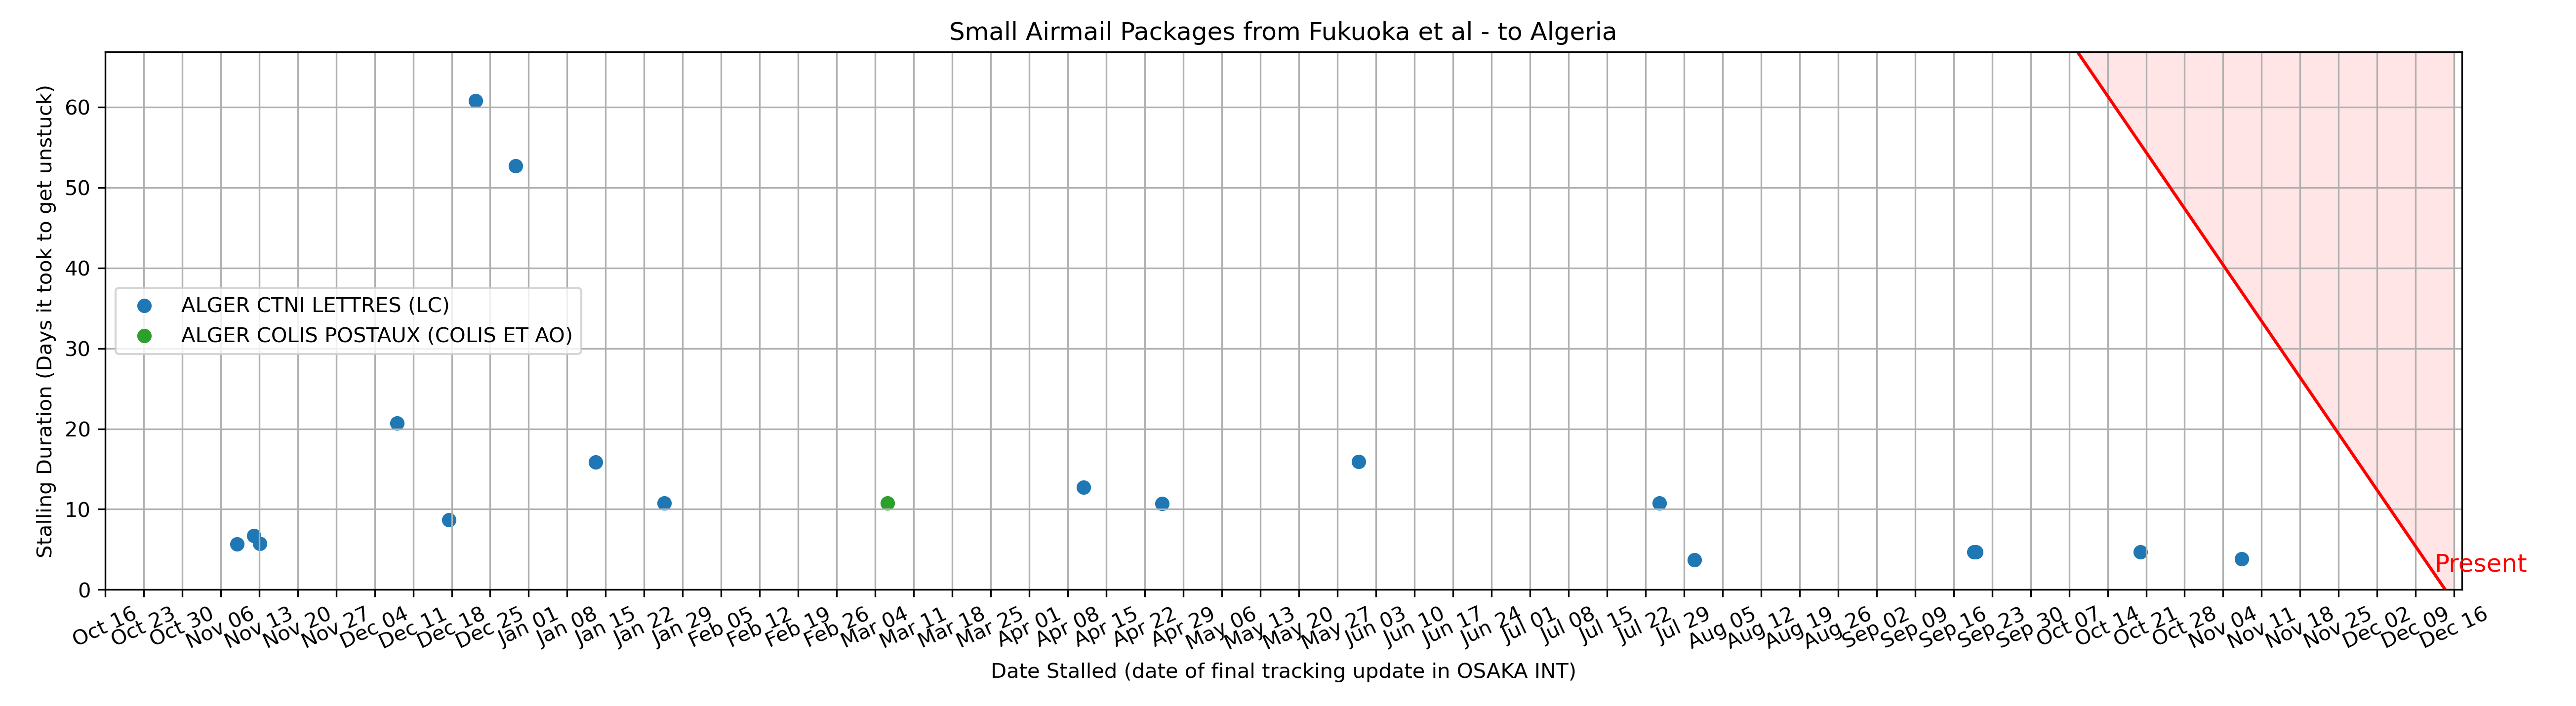 Small Airmail Packages from Fukuoka et al - to Algeria
Stalling Duration (Days it took to get unstuck)
60
50
40
30
20
10
0
ALGER CTNI LETTRES (LC)
ALGER COLIS POSTAUX (COLIS ET AO)
Present
Oct 16
Oct 23
Oct 30
Nov 06
Nov 13
Nov 20
Nov 27
Dec 04
Dec 11
Dec 18
Dec 25
Jan 01
Jan 08
Jan 15
Jan 22
Jan 29
Feb 05
Feb 12
Feb 19
Feb 26
Mar 04
Mar 11
Mar 18
Mar 25
Apr 01
Apr 08
Apr 15
Apr 22
Apr 29
May 06
May 13
May 20
May 27
Jun 03
Jun 10
Jun 17
Jun 24
Jul 01
Jul 08
Jul 15
Jul 22
Jul 29
Aug 05
Aug 12
Aug 19
Aug 26
Sep 02
Sep 09
Sep 16
Sep 23
Sep 30
Oct 07
Oct 14
Oct 21
Oct 28
Nov 04
Nov 11
Nov 18
Nov 25
Dec 02
Dec 09
Dec 16
Date Stalled (date of final tracking update in OSAKA INT)